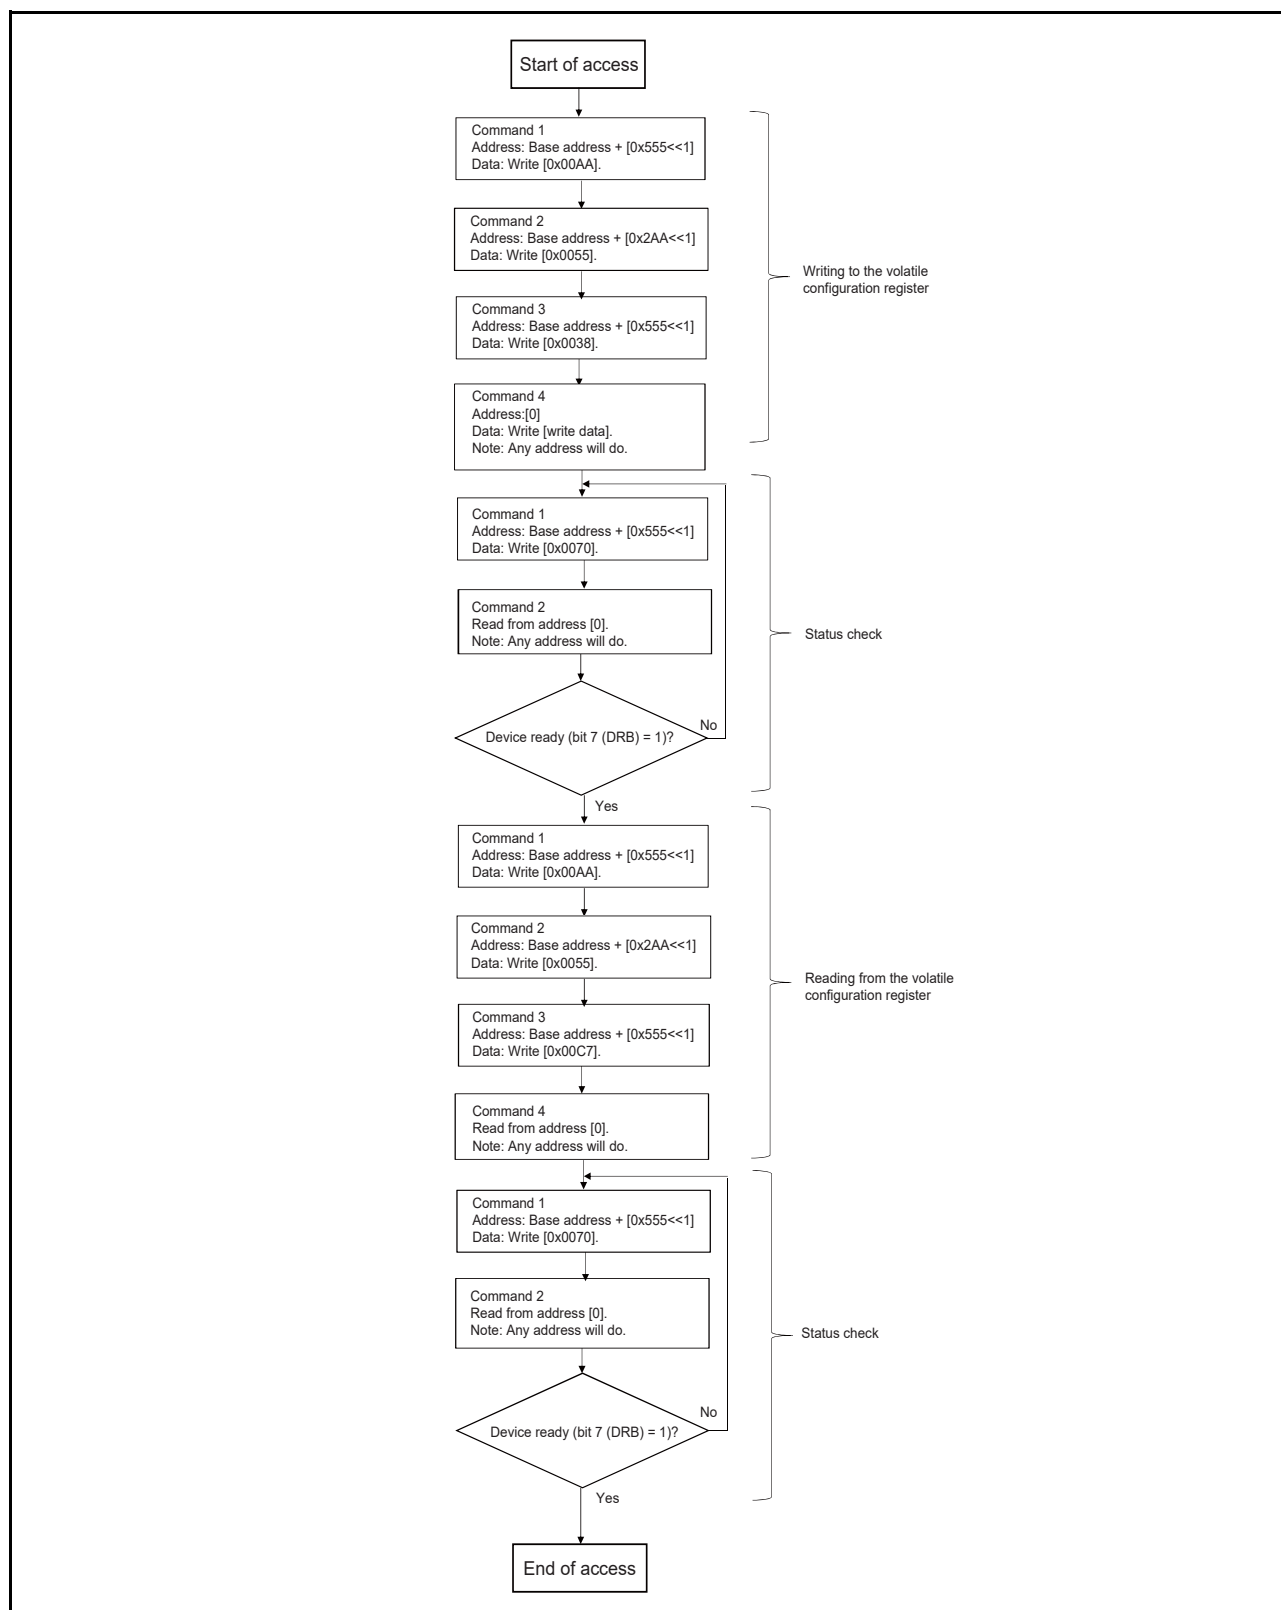 Start of access
Command 1
Address: Base address + [0x555<<1]
Data: Write [0x00AA].
Command 2
Address: Base address + [0x2AA<<1]
Data: Write [0x0055].
Writing to the volatile
configuration register
Command 3
Address: Base address + [0x555<<1]
Data: Write [0x0038].
Command 4
Address:[0]
Data: Write [write data].
Note: Any address will do.
Command 1
Address: Base address + [0x555<<1]
Data: Write [0x0070].
Command 2
Read from address [0].
Note: Any address will do.
Status check
Device ready (bit 7 (DRB) = 1)?
No
Yes
Command 1
Address: Base address + [0x555<<1]
Data: Write [0x00AA].
Command 2
Address: Base address + [0x2AA<<1]
Data: Write [0x0055].
Reading from the volatile
configuration register
Command 3
Address: Base address + [0x555<<1]
Data: Write [0x00C7].
Command 4
Read from address [0].
Note: Any address will do.
Command 1
Address: Base address + [0x555<<1]
Data: Write [0x0070].
Command 2
Read from address [0].
Note: Any address will do.
Status check
Device ready (bit 7 (DRB) = 1)?
No
Yes
End of access